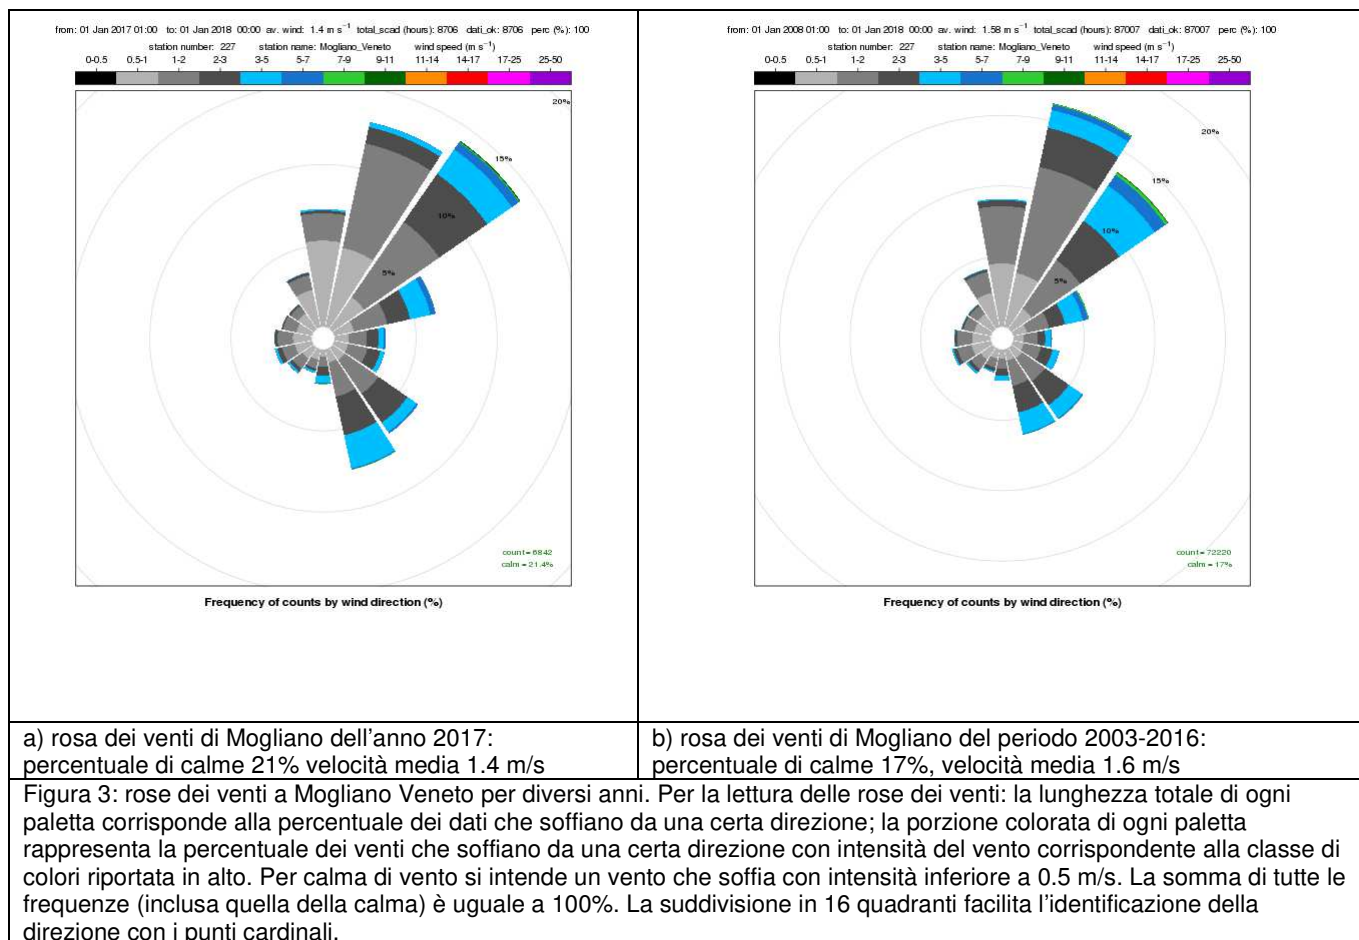 from: 01 Jan 2017 01:00 to: 01 Jan 2018 00:00 av. wind: 1.4 m s⁻¹ total_scad (hours): 8706 dati_ok: 8706 perc (%): 100
station number: 227 station name: Mogliano_Veneto wind speed (m s⁻¹)
0-0.5 0.5-1 1-2 2-3 3-5 5-7 7-9 9-11 11-14 14-17 17-25 25-50
20%
15%
10%
5%
count = 6842
calm = 21.4%
Frequency of counts by wind direction (%)
from: 01 Jan 2008 01:00 to: 01 Jan 2018 00:00 av. wind: 1.58 m s⁻¹ total_scad (hours): 87007 dati_ok: 87007 perc (%): 100
station number: 227 station name: Mogliano_Veneto wind speed (m s⁻¹)
0-0.5 0.5-1 1-2 2-3 3-5 5-7 7-9 9-11 11-14 14-17 17-25 25-50
20%
15%
10%
5%
count = 72220
calm = 17%
Frequency of counts by wind direction (%)
a) rosa dei venti di Mogliano dell'anno 2017:
percentuale di calme 21% velocità media 1.4 m/s
b) rosa dei venti di Mogliano del periodo 2003-2016:
percentuale di calme 17%, velocità media 1.6 m/s
Figura 3: rose dei venti a Mogliano Veneto per diversi anni. Per la lettura delle rose dei venti: la lunghezza totale di ogni
paletta corrisponde alla percentuale dei dati che soffiano da una certa direzione; la porzione colorata di ogni paletta
rappresenta la percentuale dei venti che soffiano da una certa direzione con intensità del vento corrispondente alla classe di
colori riportata in alto. Per calma di vento si intende un vento che soffia con intensità inferiore a 0.5 m/s. La somma di tutte le
frequenze (inclusa quella della calma) è uguale a 100%. La suddivisione in 16 quadranti facilita l'identificazione della
direzione con i punti cardinali.